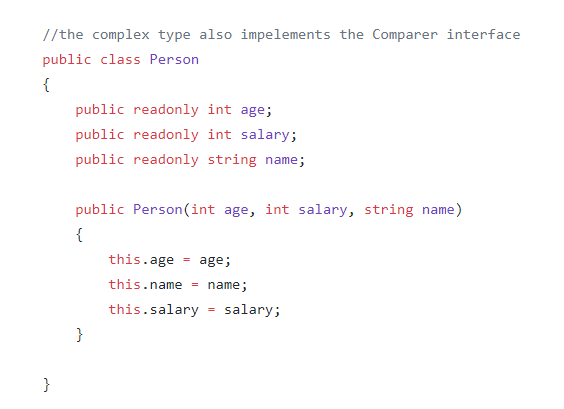 //the complex type also impelements the Comparer interface
public class Person
{
    public readonly int age;
    public readonly int salary;
    public readonly string name;

    public Person(int age, int salary, string name)
    {
        this.age = age;
        this.name = name;
        this.salary = salary;
    }

}